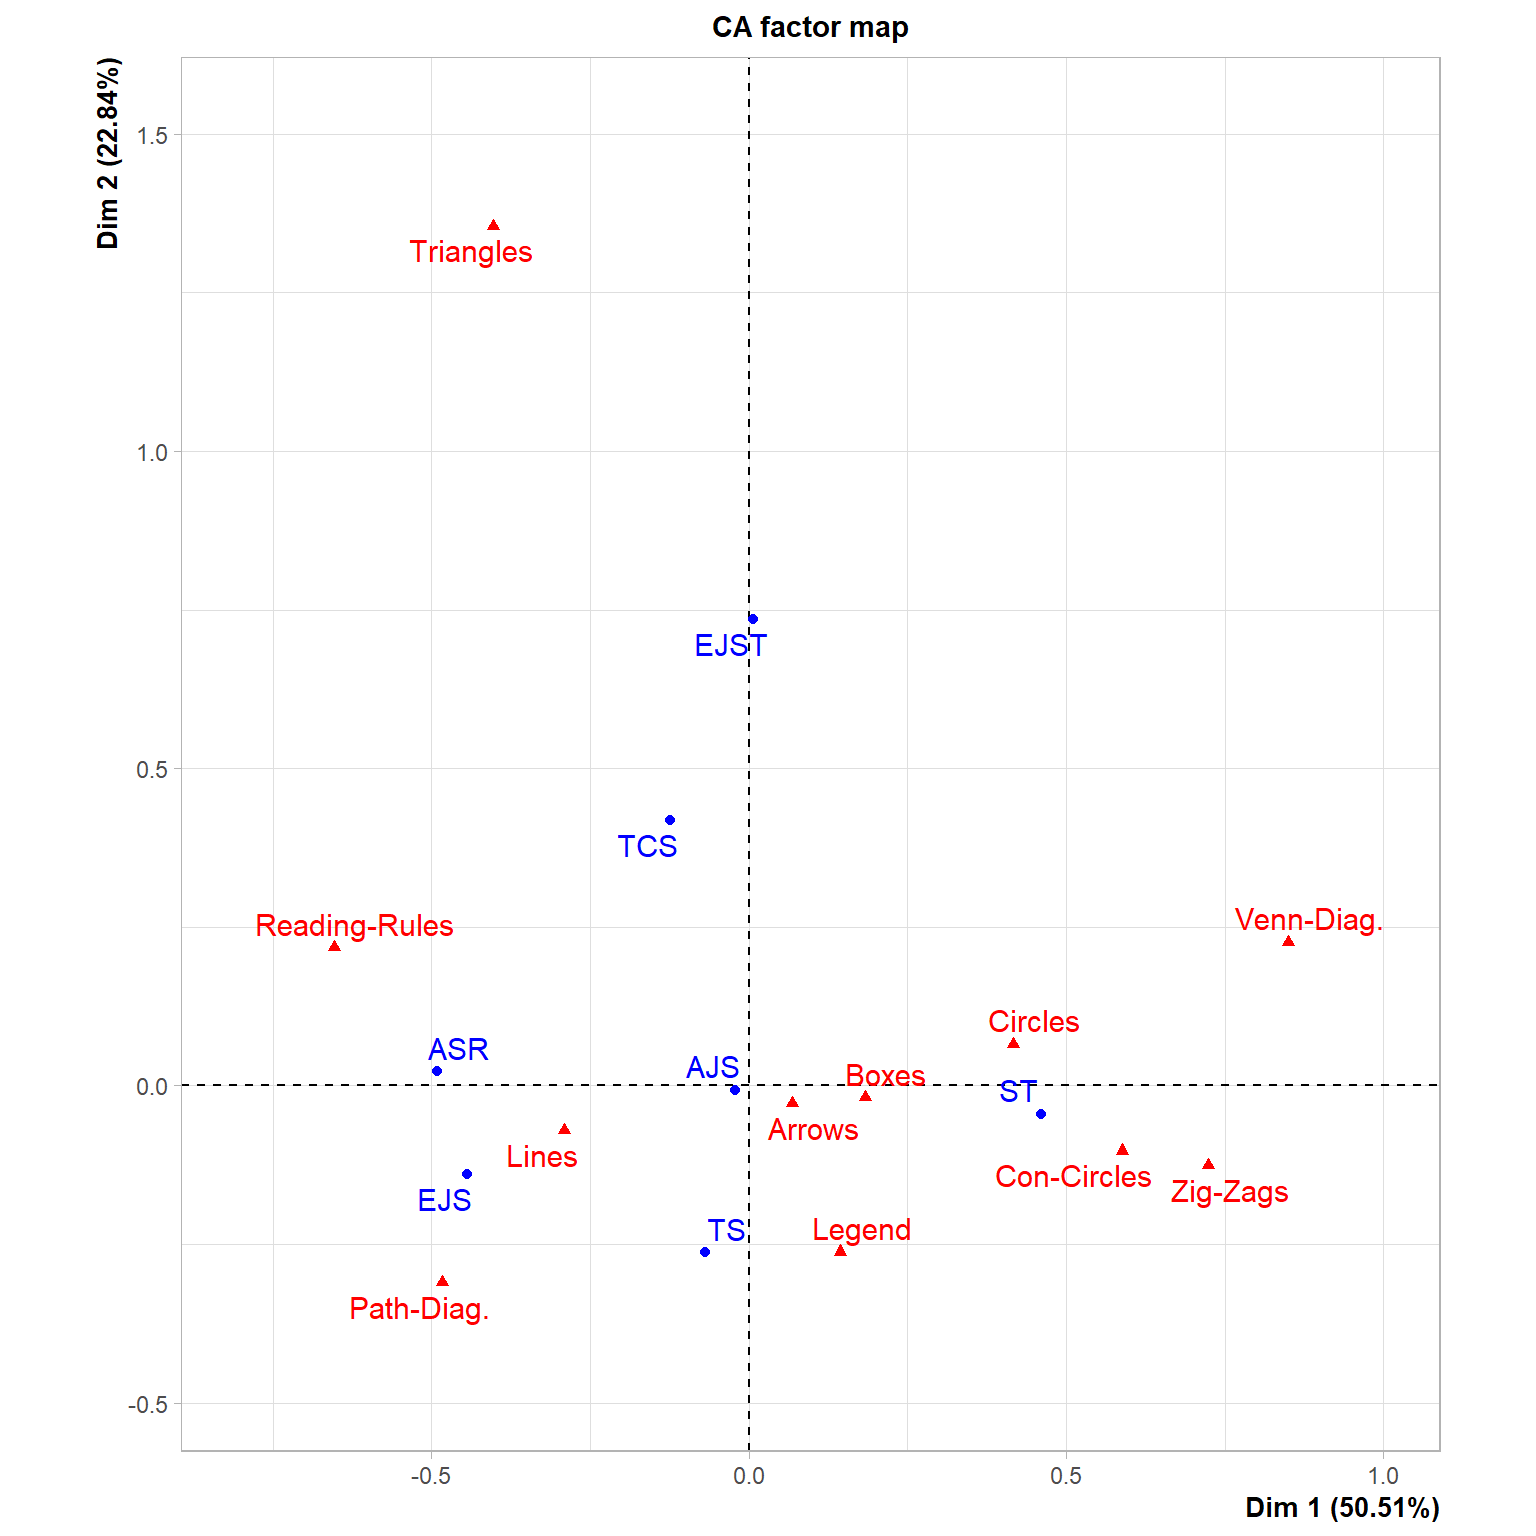 CA factor map
Dim 2 (22.84%)
1.5
Triangles
1.0
EJST
0.5
TCS
Reading-Rules
Venn-Diag.
Circles
ASR
AJS
Boxes
0.0
ST
Arrows
Lines
Con-Circles
Zig-Zags
EJS
TS
Legend
Path-Diag.
-0.5
-0.5 0.0 0.5 1.0
Dim 1 (50.51%)